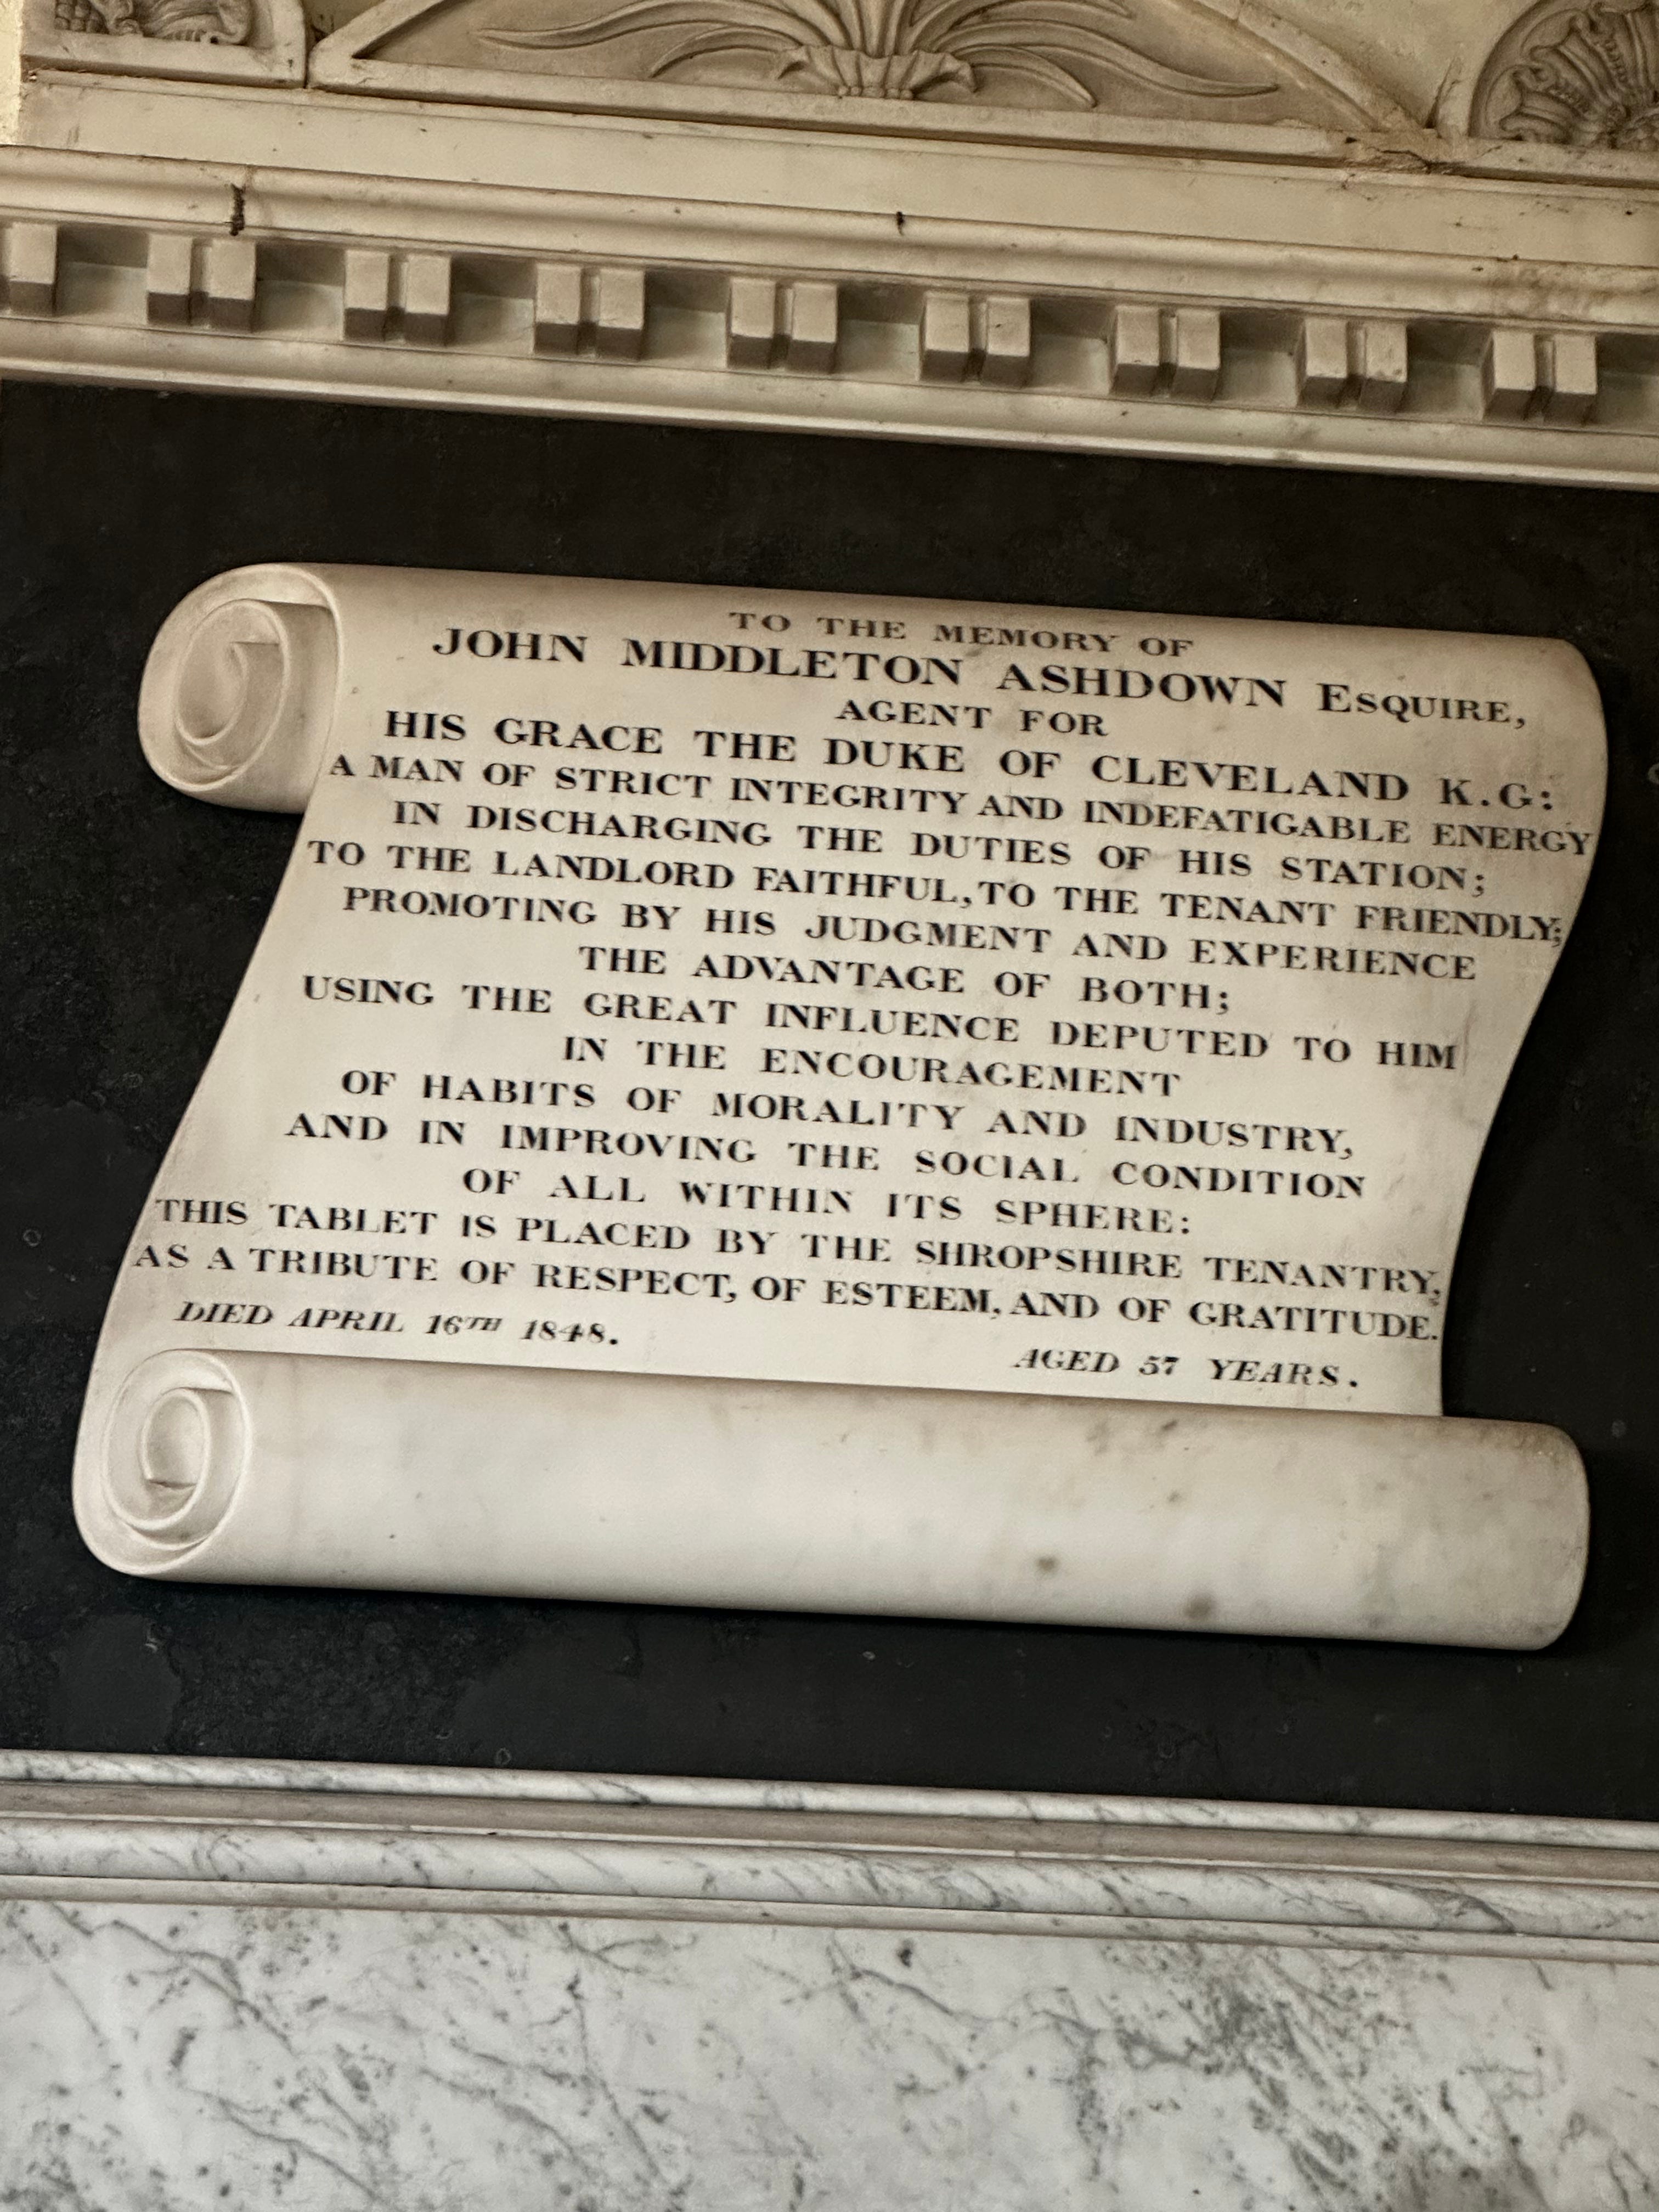 TO THE MEMORY OF
JOHN MIDDLETON ASHDOWN ESQUIRE,
AGENT FOR
HIS GRACE THE DUKE OF CLEVELAND K.G:
A MAN OF STRICT INTEGRITY AND INDEFATIGABLE ENERGY
IN DISCHARGING THE DUTIES OF HIS STATION;
TO THE LANDLORD FAITHFUL, TO THE TENANT FRIENDLY;
PROMOTING BY HIS JUDGMENT AND EXPERIENCE
THE ADVANTAGE OF BOTH;
USING THE GREAT INFLUENCE DEPUTED TO HIM
IN THE ENCOURAGEMENT
OF HABITS OF MORALITY AND INDUSTRY,
AND IN IMPROVING THE SOCIAL CONDITION
OF ALL WITHIN ITS SPHERE:
THIS TABLET IS PLACED BY THE SHROPSHIRE TENANTRY,
AS A TRIBUTE OF RESPECT, OF ESTEEM, AND OF GRATITUDE.
DIED APRIL 16TH 1848.
AGED 57 YEARS.